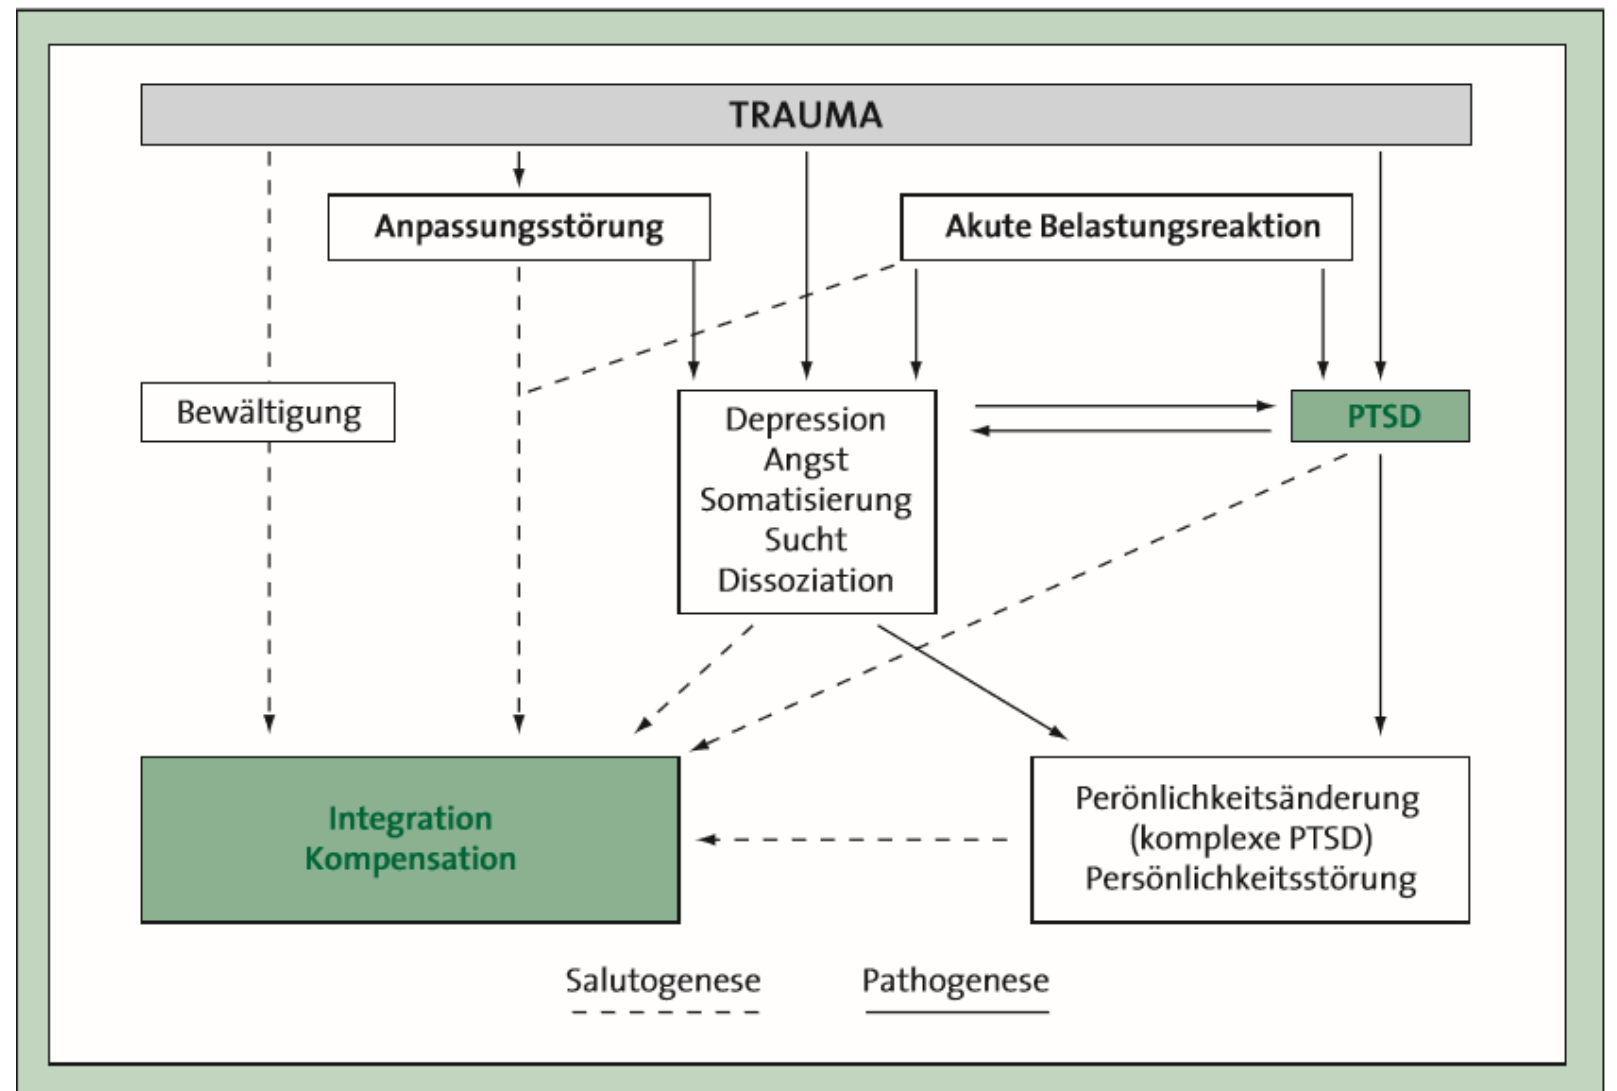 TRAUMA
Anpassungsstörung
Akute Belastungsreaktion
Bewältigung
Depression
Angst
Somatisierung
Sucht
Dissoziation
PTSD
Integration
Kompensation
Perönlichkeitsänderung
(komplexe PTSD)
Persönlichkeitsstörung
Salutogenese
Pathogenese